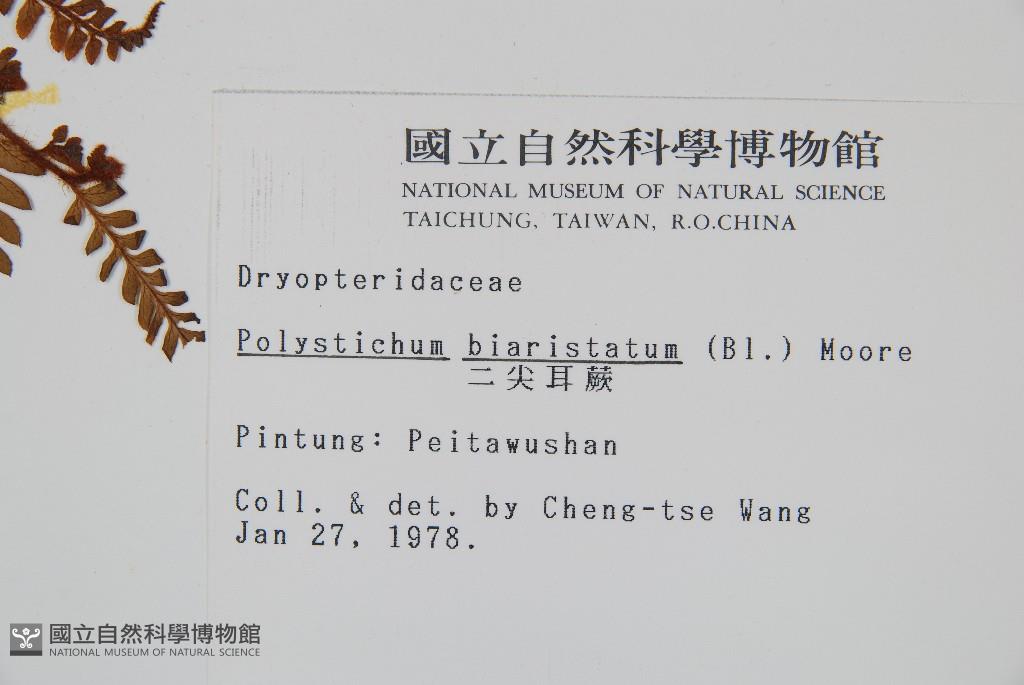 國立自然科學博物館
NATIONAL MUSEUM OF NATURAL SCIENCE
TAICHUNG, TAIWAN, R.O.CHINA
Dryopteridaceae
Polystichum biaristatum (Bl.) Moore
二尖耳蕨
Pintung: Peitawushan
Coll. & det. by Cheng-tse Wang
Jan 27, 1978.
國立自然科學博物館
NATIONAL MUSEUM OF NATURAL SCIENCE